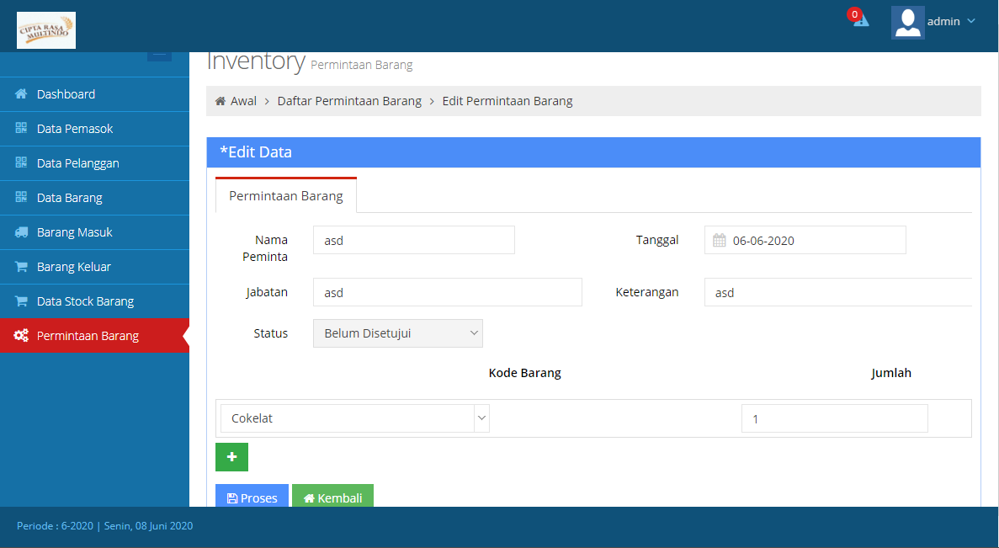 CIPTA RASA
MULTINDO
0
admin
Inventory Permintaan Barang
Awal > Daftar Permintaan Barang > Edit Permintaan Barang
Dashboard
Data Pemasok
Data Pelanggan
Data Barang
Barang Masuk
Barang Keluar
Data Stock Barang
Permintaan Barang
*Edit Data
Permintaan Barang
Nama
Peminta
asd
Tanggal
06-06-2020
Jabatan
asd
Keterangan
asd
Status
Belum Disetujui
Kode Barang
Jumlah
Cokelat
1
+
Proses
Kembali
Periode : 6-2020 | Senin, 08 Juni 2020